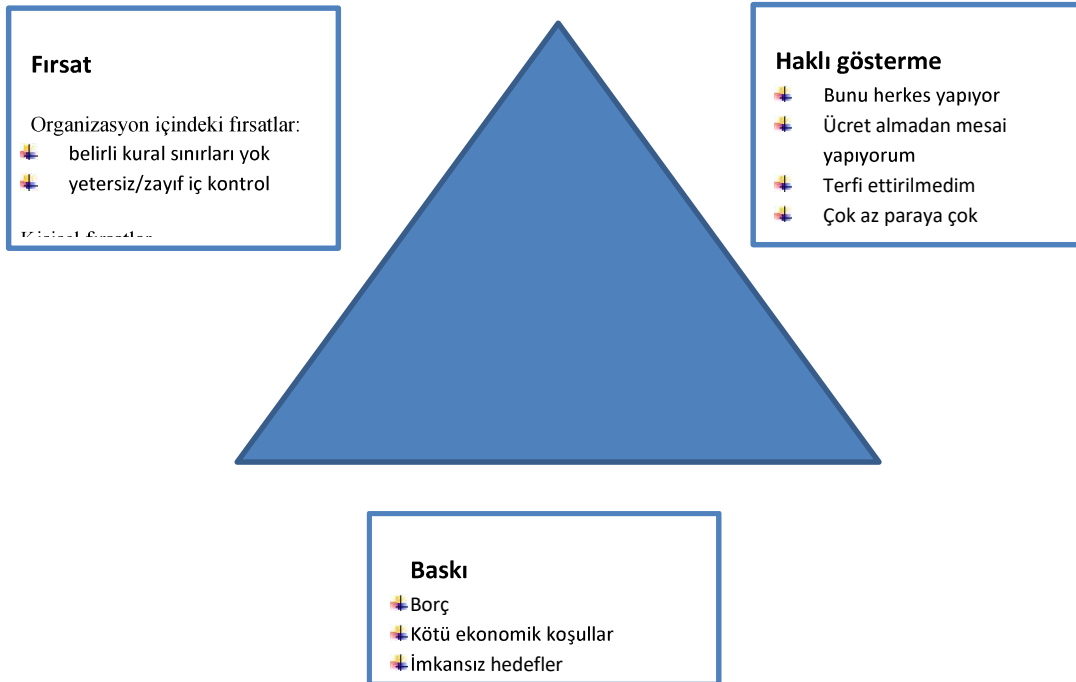 Fırsat
Organizasyon içindeki fırsatlar:
belirli kural sınırları yok
yetersiz/zayıf iç kontrol
Haklı gösterme
Bunu herkes yapıyor
Ücret almadan mesai
yapıyorum
Terfi ettirilmedim
Çok az paraya çok
Baskı
Borç
Kötü ekonomik koşullar
İmkansız hedefler